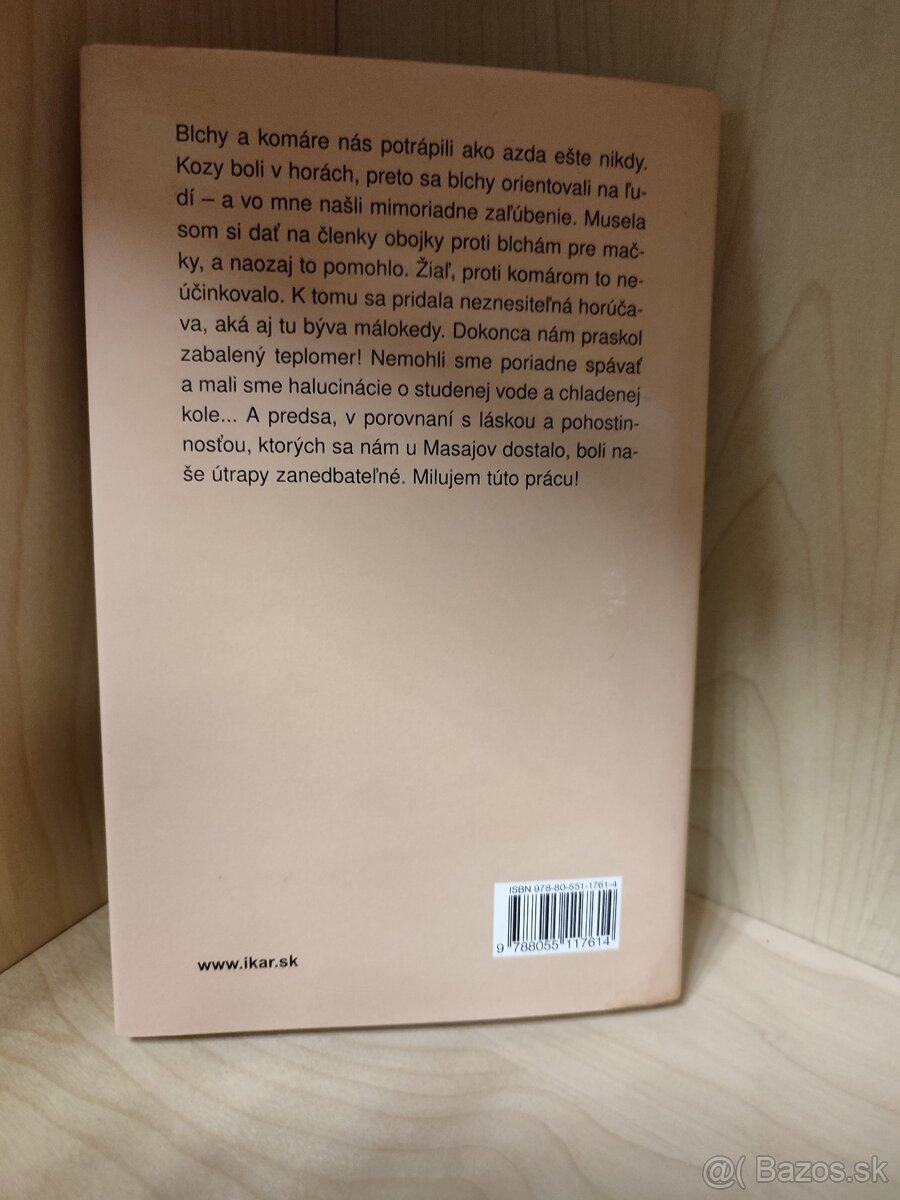 Blchy a komáre nás potrápili ako azda ešte nikdy.
Kozy boli v horách, preto sa blchy orientovali na ľu-
dí – a vo mne našli mimoriadne zaľúbenie. Musela
som si dať na členky obojky proti blchám pre mač-
ky, a naozaj to pomohlo. Žiaľ, proti komárom to ne-
účinkovalo. K tomu sa pridala neznesiteľná horúča-
va, aká aj tu býva málokedy. Dokonca nám praskol
zabalený teplomer! Nemohli sme poriadne spávať
a mali sme halucinácie o studenej vode a chladenej
kole... A predsa, v porovnaní s láskou a pohostin-
nosťou, ktorých sa nám u Masajov dostalo, boli na-
še útrapy zanedbateľné. Milujem túto prácu!
ISBN 978-80-551-1761-4
9 788055 117614
www.ikar.sk
@( Bazos.sk